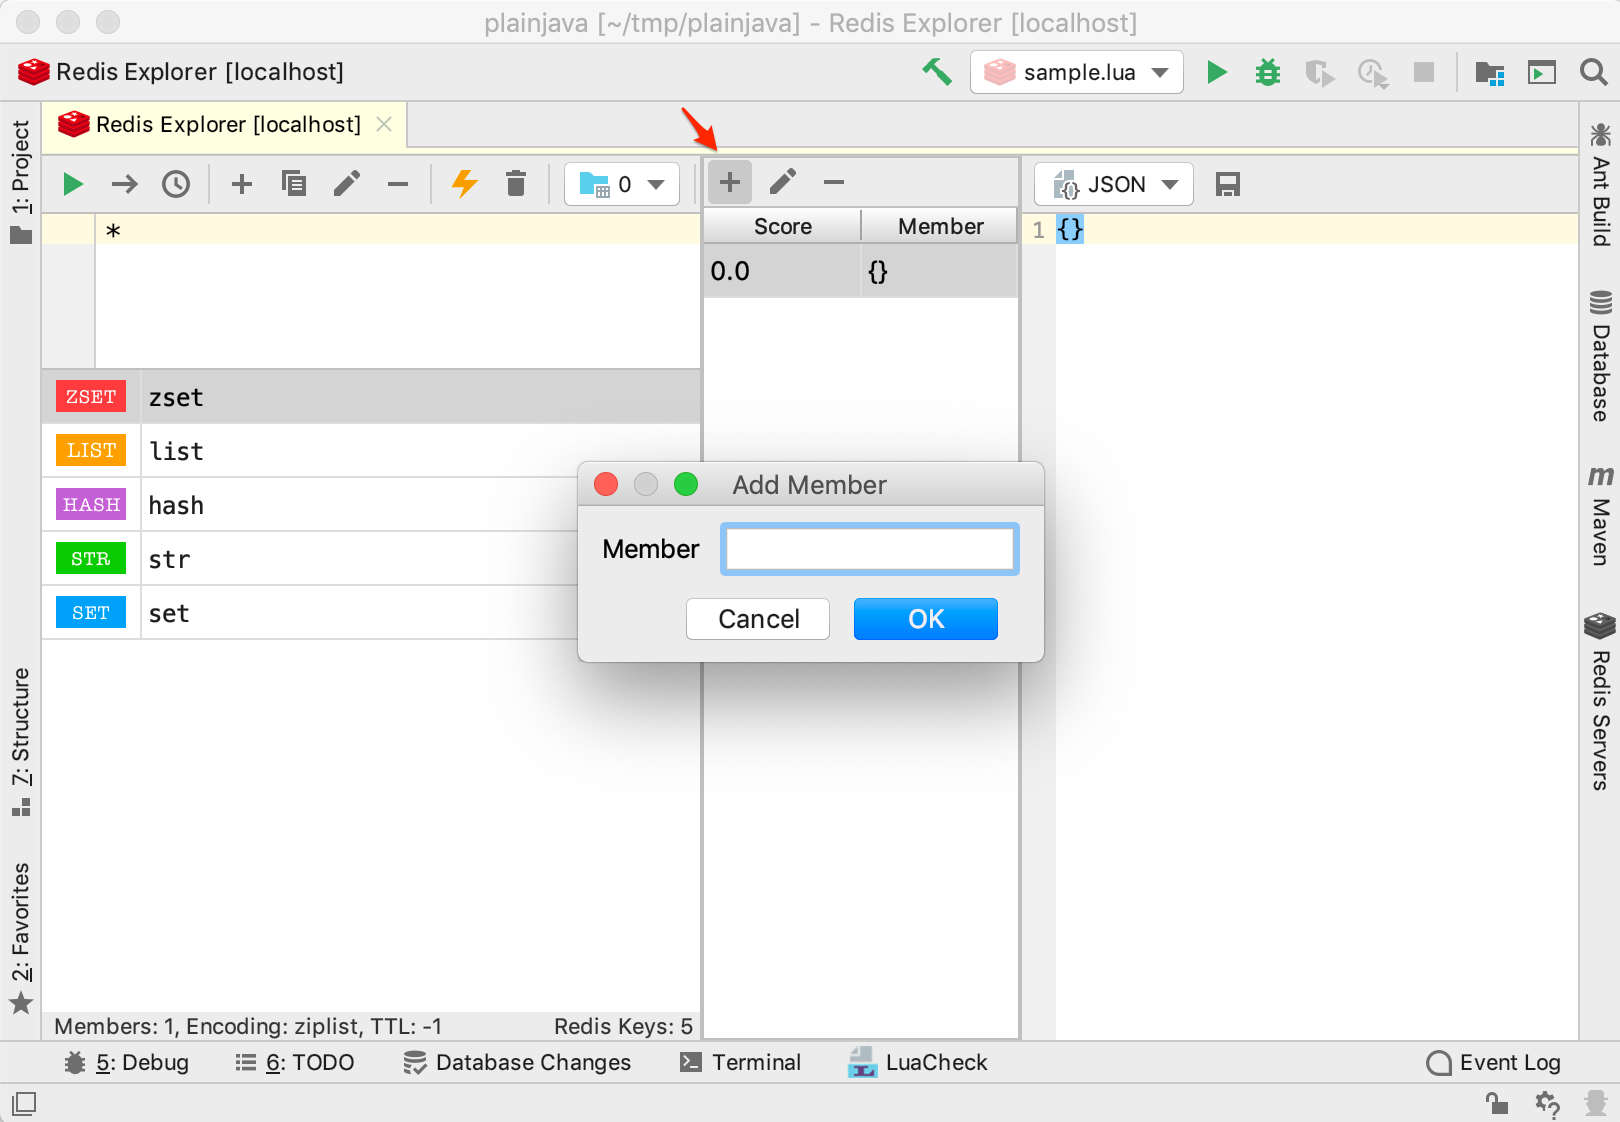 plainjava [~/tmp/plainjava] - Redis Explorer [localhost]
Redis Explorer [localhost]
sample.lua
Redis Explorer [localhost]
1: Project
0
JSON
*
Score Member
0.0 {}
1 {}
ZSET zset
LIST list
HASH hash
STR str
SET set
Add Member
Member
Cancel OK
7: Structure
2: Favorites
Ant Build
Database
m
Maven
Redis Servers
Members: 1, Encoding: ziplist, TTL: -1 Redis Keys: 5
5: Debug 6: TODO Database Changes Terminal LuaCheck Event Log